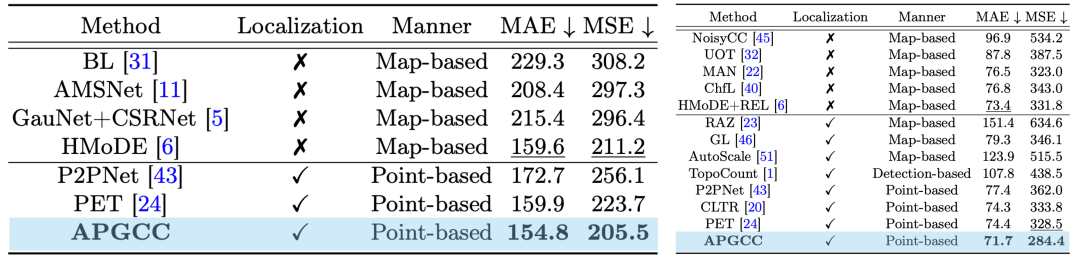 Method Localization Manner MAE ↓ MSE ↓
BL [31] ✗ Map-based 229.3 308.2
AMSNet [11] ✗ Map-based 208.4 297.3
GauNet+CSRNet [5] ✗ Map-based 215.4 296.4
HMoDE [6] ✗ Map-based 159.6 211.2
P2PNet [43] ✓ Point-based 172.7 256.1
PET [24] ✓ Point-based 159.9 223.7
APGCC ✓ Point-based 154.8 205.5
Method Localization Manner MAE ↓ MSE ↓
NoisyCC [45] ✗ Map-based 96.9 534.2
UOT [32] ✗ Map-based 87.8 387.5
MAN [22] ✗ Map-based 76.5 323.0
ChfL [40] ✗ Map-based 76.8 343.0
HMoDE+REL [6] ✗ Map-based 73.4 331.8
RAZ [23] ✓ Map-based 151.4 634.6
GL [46] ✓ Map-based 79.3 346.1
AutoScale [51] ✓ Map-based 123.9 515.5
TopoCount [1] ✓ Detection-based 107.8 438.5
P2PNet [43] ✓ Point-based 77.4 362.0
CLTR [20] ✓ Point-based 74.3 333.8
PET [24] ✓ Point-based 74.4 328.5
APGCC ✓ Point-based 71.7 284.4